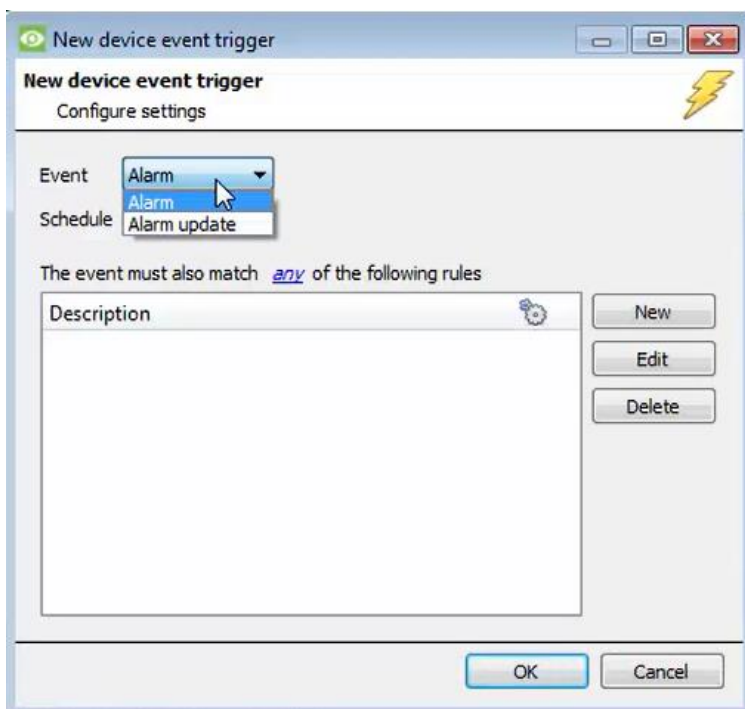 New device event trigger
New device event trigger
Configure settings
Event Alarm
Alarm
Schedule Alarm update
The event must also match any of the following rules
Description
New
Edit
Delete
OK Cancel